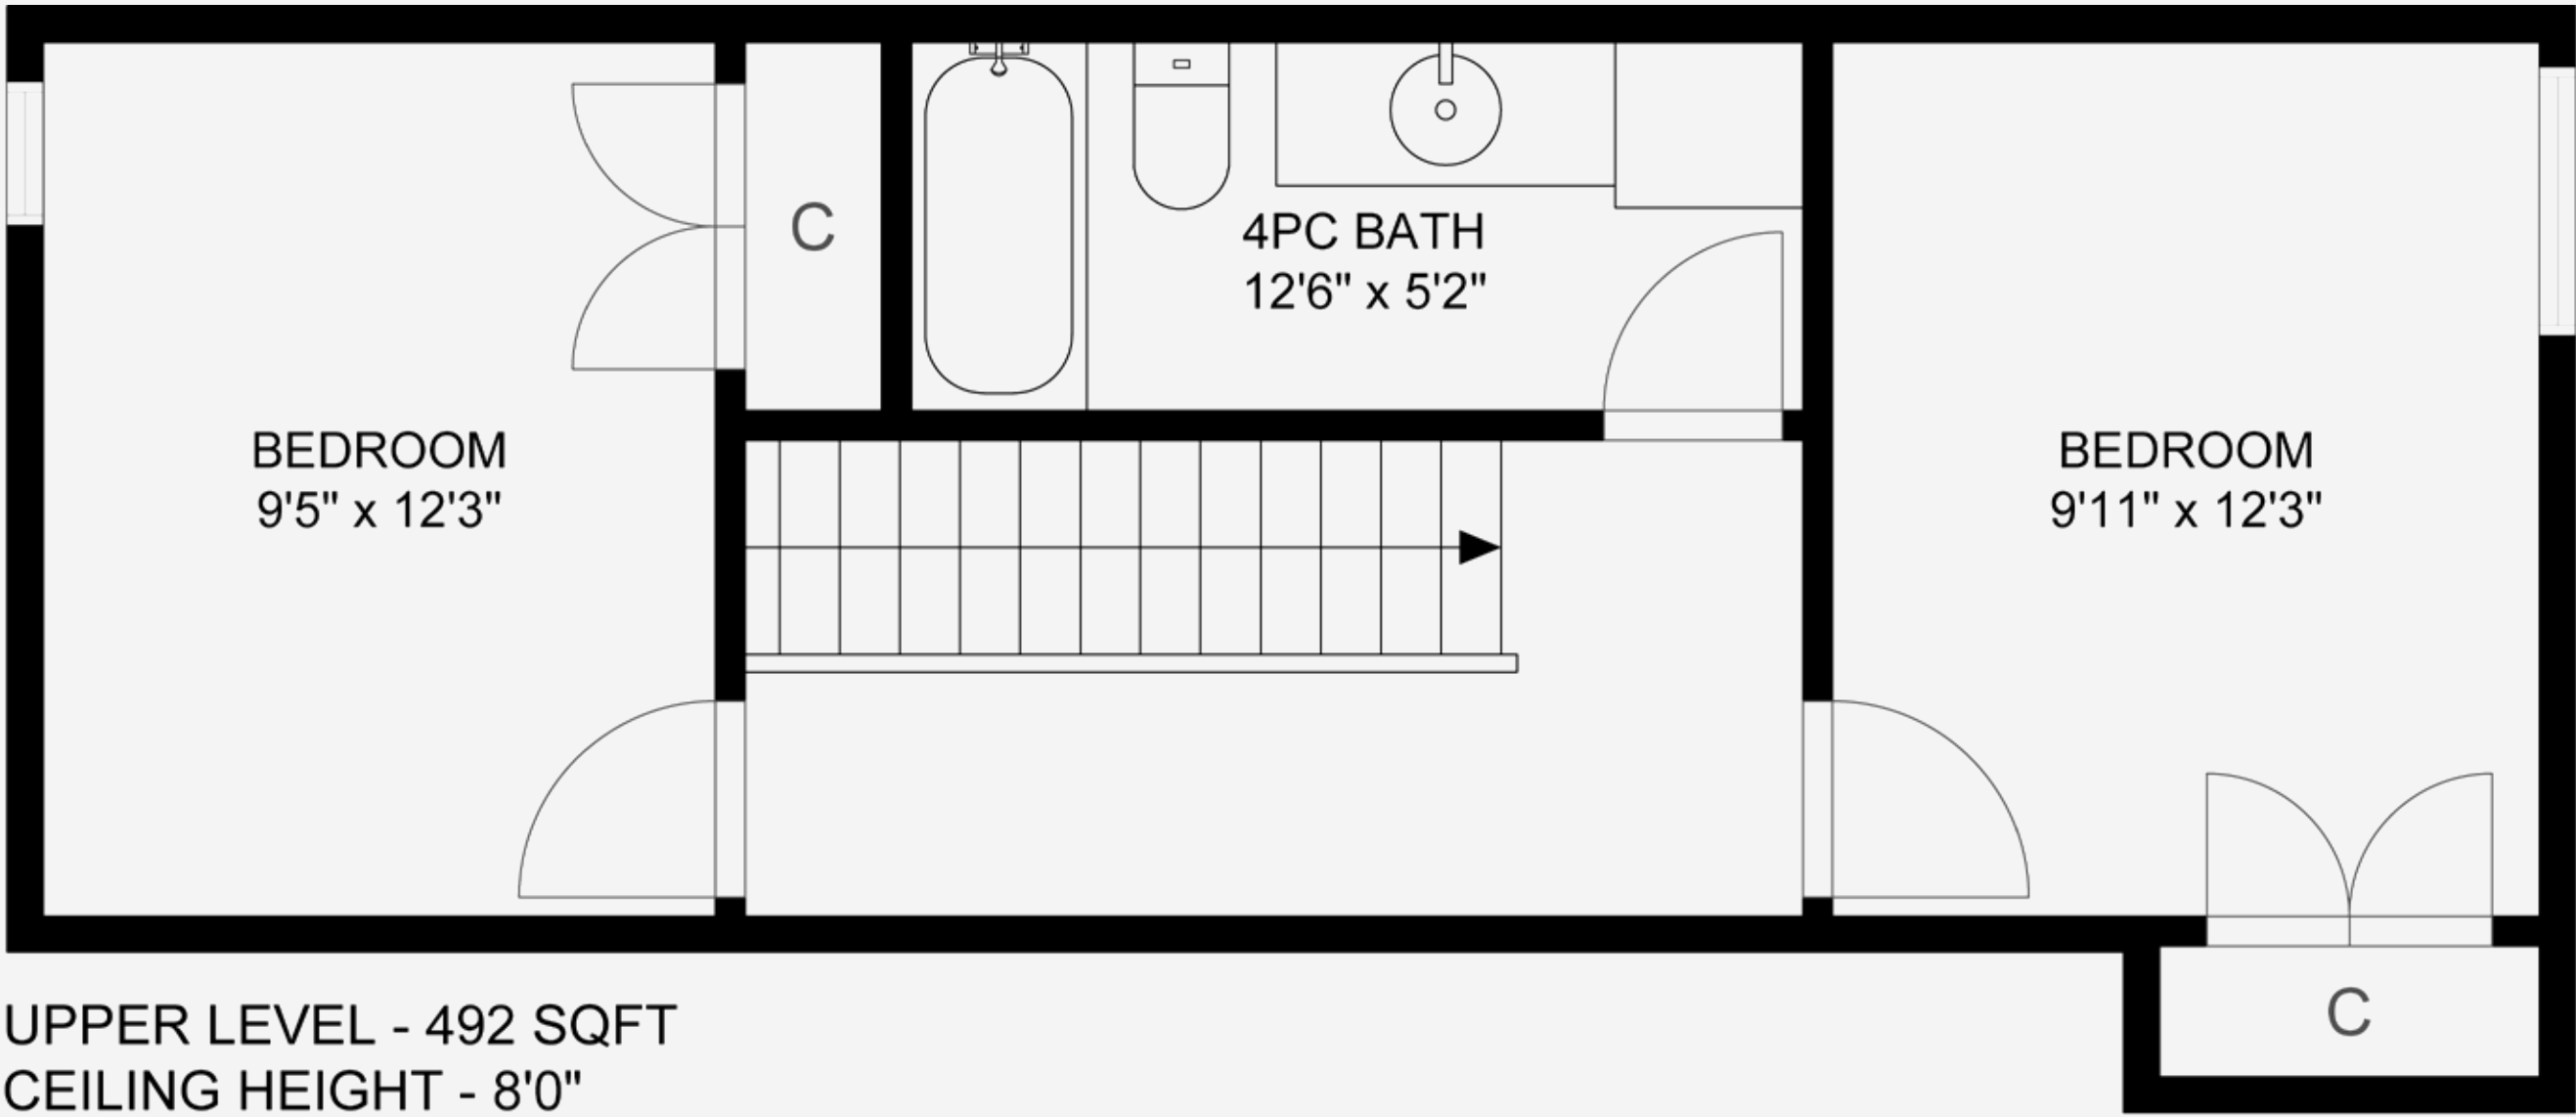 C
4PC BATH
12'6" x 5'2"
BEDROOM
9'5" x 12'3"
BEDROOM
9'11" x 12'3"
C
UPPER LEVEL - 492 SQFT
CEILING HEIGHT - 8'0"